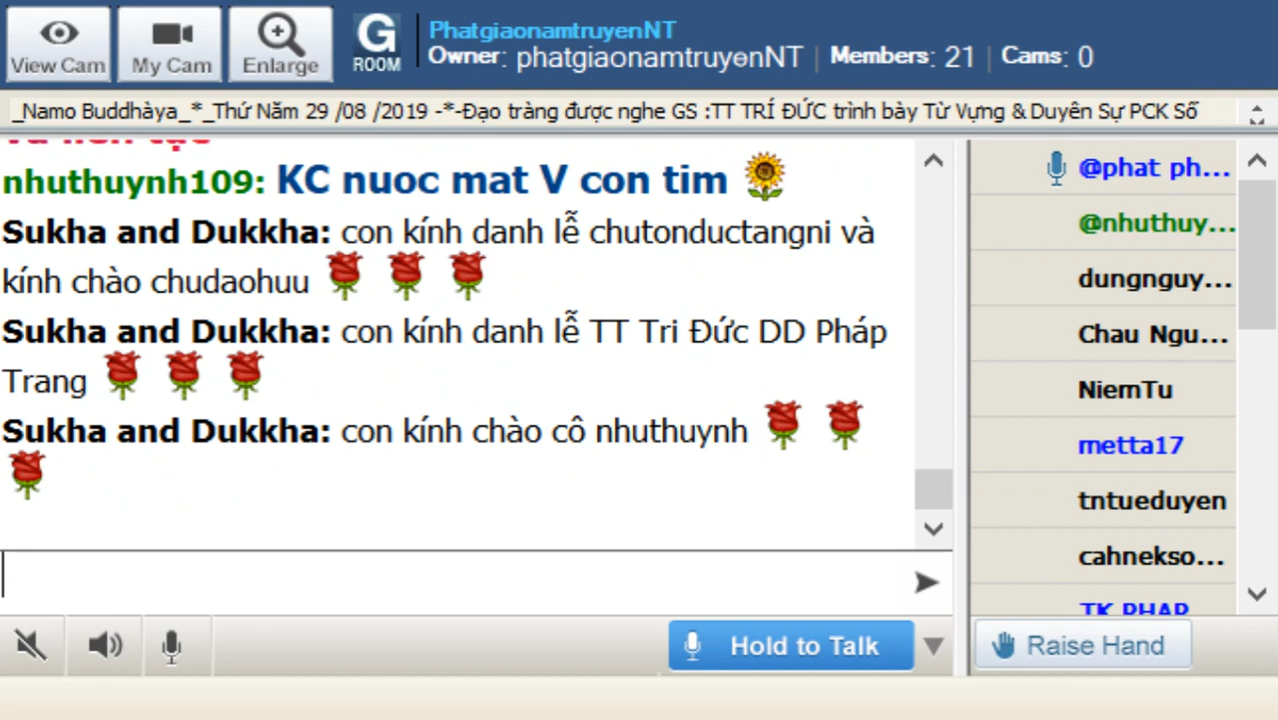 View Cam
My Cam
Enlarge
G
ROOM
PhatgiaonamtruyenNT
Owner: phatgiaonamtruyenNT | Members: 21 | Cams: 0
_Namo Buddhàya_*_Thứ Năm 29 /08 /2019 -*-Đạo tràng được nghe GS :TT TRÍ ĐỨC trình bày Từ Vựng & Duyên Sự PCK Số
nhuthuynh109: KC nuoc mat V con tim
Sukha and Dukkha: con kính danh lễ chutonductangni và
kính chào chudaohuu
Sukha and Dukkha: con kính danh lễ TT Tri Đức DD Pháp
Trang
Sukha and Dukkha: con kính chào cô nhuthuynh
@phat ph...
@nhuthuy...
dungnguy...
Chau Ngu...
NiemTu
metta17
tntueduyen
cahnekso...
TK PHAP
Hold to Talk
Raise Hand